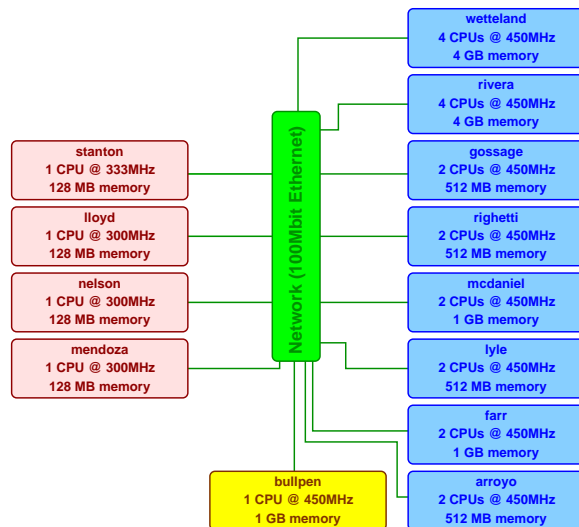 wetteland
4 CPUs @ 450MHz
4 GB memory
rivera
4 CPUs @ 450MHz
4 GB memory
stanton
1 CPU @ 333MHz
128 MB memory
gossage
2 CPUs @ 450MHz
512 MB memory
lloyd
1 CPU @ 300MHz
128 MB memory
Network (100Mbit Ethernet)
righetti
2 CPUs @ 450MHz
512 MB memory
nelson
1 CPU @ 300MHz
128 MB memory
mcdaniel
2 CPUs @ 450MHz
1 GB memory
mendoza
1 CPU @ 300MHz
128 MB memory
lyle
2 CPUs @ 450MHz
512 MB memory
farr
2 CPUs @ 450MHz
1 GB memory
bullpen
1 CPU @ 450MHz
1 GB memory
arroyo
2 CPUs @ 450MHz
512 MB memory